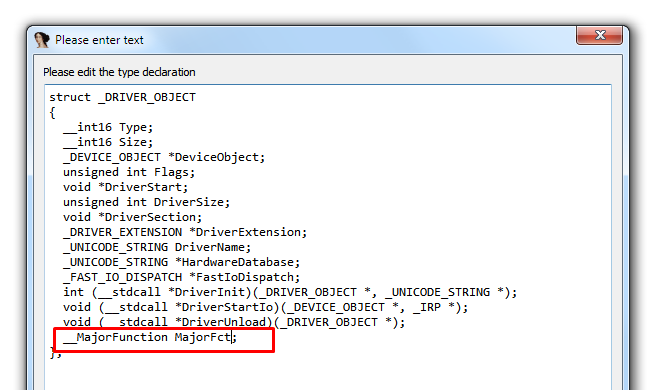 Please enter text
Please edit the type declaration
struct _DRIVER_OBJECT
{
__int16 Type;
__int16 Size;
_DEVICE_OBJECT *DeviceObject;
unsigned int Flags;
void *DriverStart;
unsigned int DriverSize;
void *DriverSection;
_DRIVER_EXTENSION *DriverExtension;
_UNICODE_STRING DriverName;
_UNICODE_STRING *HardwareDatabase;
_FAST_IO_DISPATCH *FastIoDispatch;
int (__stdcall *DriverInit)(_DRIVER_OBJECT *, _UNICODE_STRING *);
void (__stdcall *DriverStartIo)(_DEVICE_OBJECT *, _IRP *);
void (__stdcall *DriverUnload)(_DRIVER_OBJECT *);
__MajorFunction MajorFct;
};